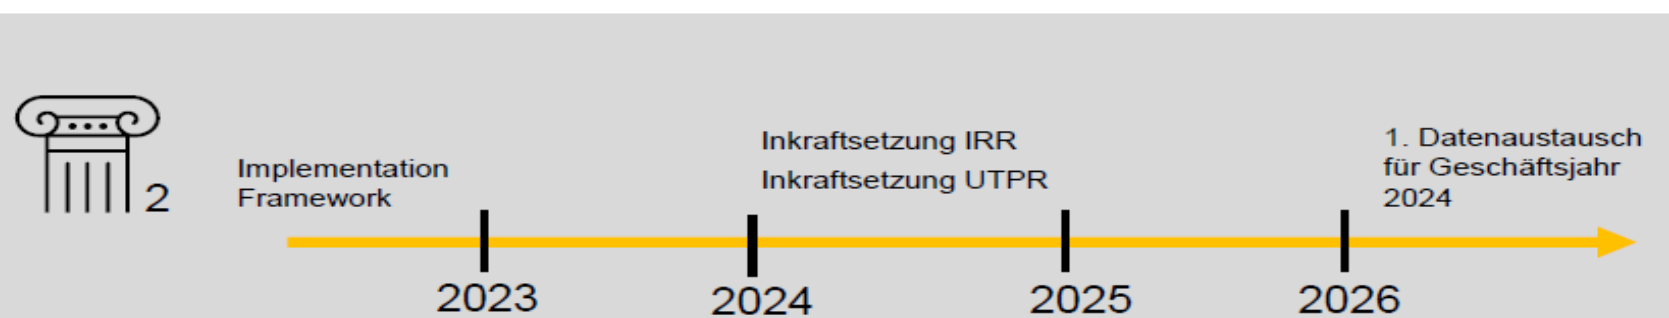 2
Implementation
Framework
Inkraftsetzung IRR
Inkraftsetzung UTPR
1. Datenaustausch
für Geschäftsjahr
2024
2023
2024
2025
2026